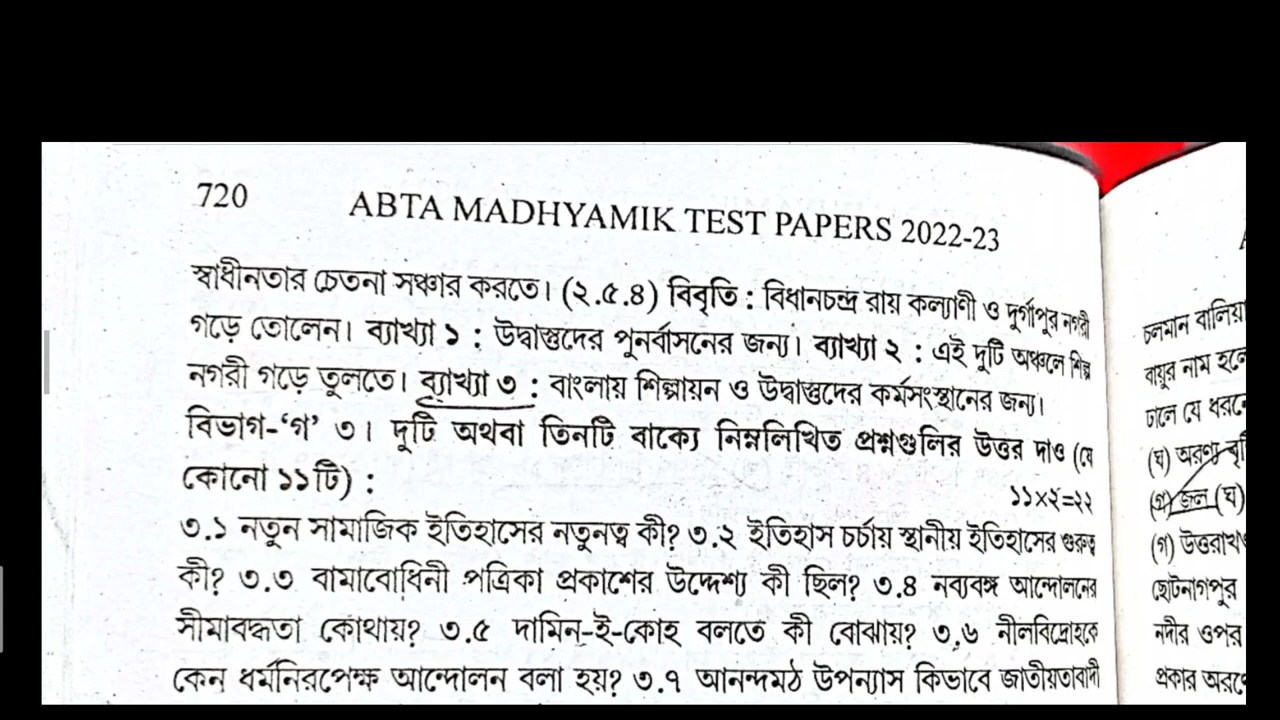 720 ABTA MADHYAMIK TEST PAPERS 2022-23
স্বাধীনতার চেতনা সঞ্চার করতে। (২.৫.৪) বিবৃতি : বিধানচন্দ্র রায় কল্যাণী ও দুর্গাপুর নগরী
গড়ে তোলেন। ব্যাখ্যা ১ : উদ্বাস্তুদের পুনর্বাসনের জন্য। ব্যাখ্যা ২ : এই দুটি অঞ্চলে শিল্প
নগরী গড়ে তুলতে। ব্যাখ্যা ৩ : বাংলায় শিল্পায়ন ও উদ্বাস্তুদের কর্মসংস্থানের জন্য।
বিভাগ-‘গ’ ৩। দুটি অথবা তিনটি বাক্যে নিম্নলিখিত প্রশ্নগুলির উত্তর দাও (যে
কোনো ১১টি) : ১১×২=২২
৩.১ নতুন সামাজিক ইতিহাসের নতুনত্ব কী? ৩.২ ইতিহাস চর্চায় স্থানীয় ইতিহাসের গুরুত্ব
কী? ৩.৩ বামাবোধিনী পত্রিকা প্রকাশের উদ্দেশ্য কী ছিল? ৩.৪ নব্যবঙ্গ আন্দোলনের
সীমাবদ্ধতা কোথায়? ৩.৫ দামিন-ই-কোহ বলতে কী বোঝায়? ৩.৬ নীলবিদ্রোহকে
কেন ধর্মনিরপেক্ষ আন্দোলন বলা হয়? ৩.৭ আনন্দমঠ উপন্যাস কিভাবে জাতীয়তাবাদী
চলমান বালিয়া
বায়ুর নাম হলো
ঢালে যে ধরনে
(ঘ) অরণ্য
(গ) জল (ঘ)
(গ) উত্তরাখ
ছোটনাগপুর
নদীর ওপর
প্রকার অরণ্যে